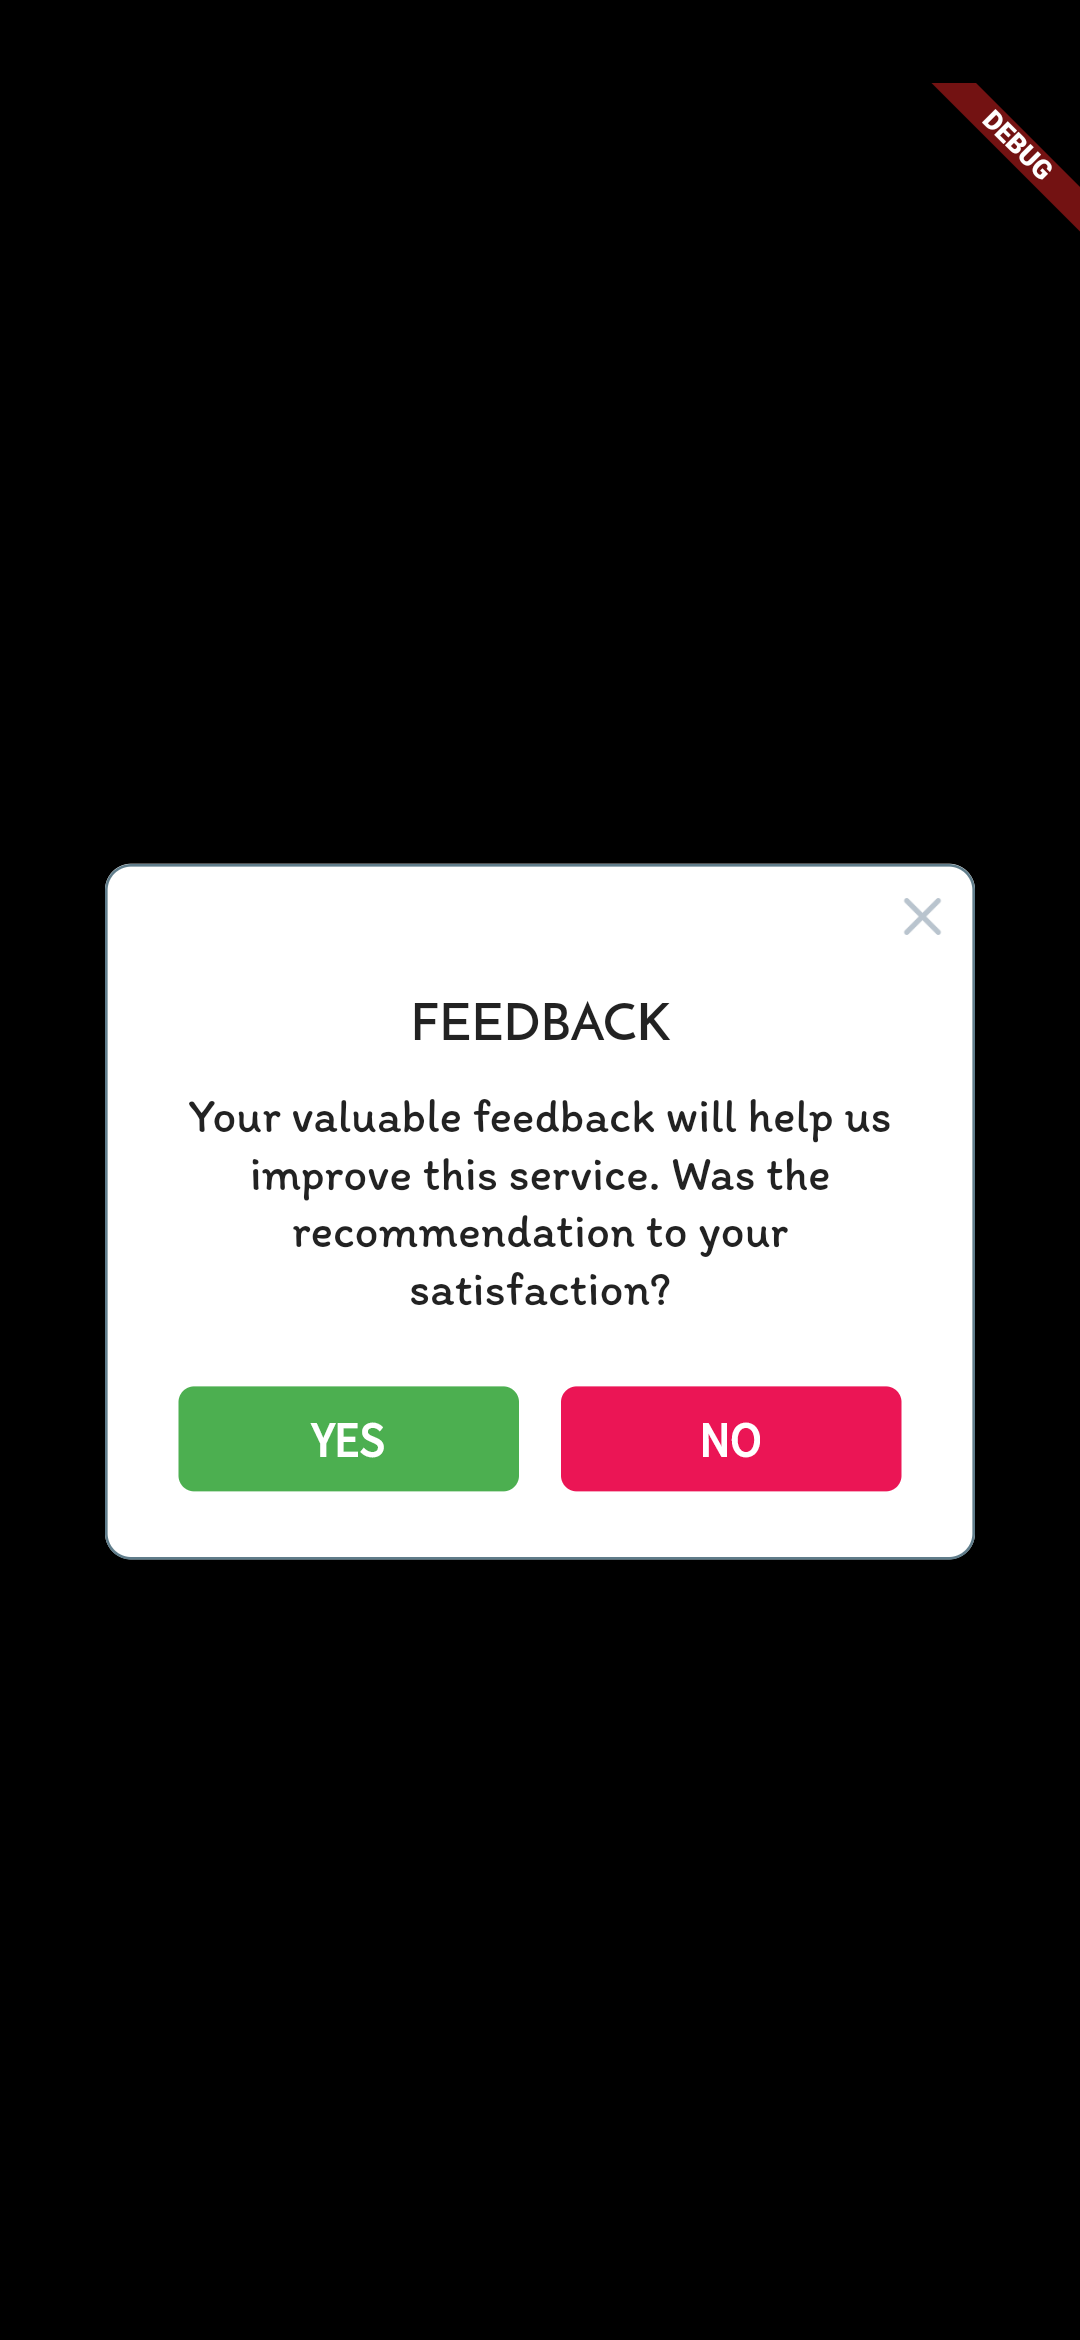 DEBUG
FEEDBACK
Your valuable feedback will help us
improve this service. Was the
recommendation to your
satisfaction?
YES
NO